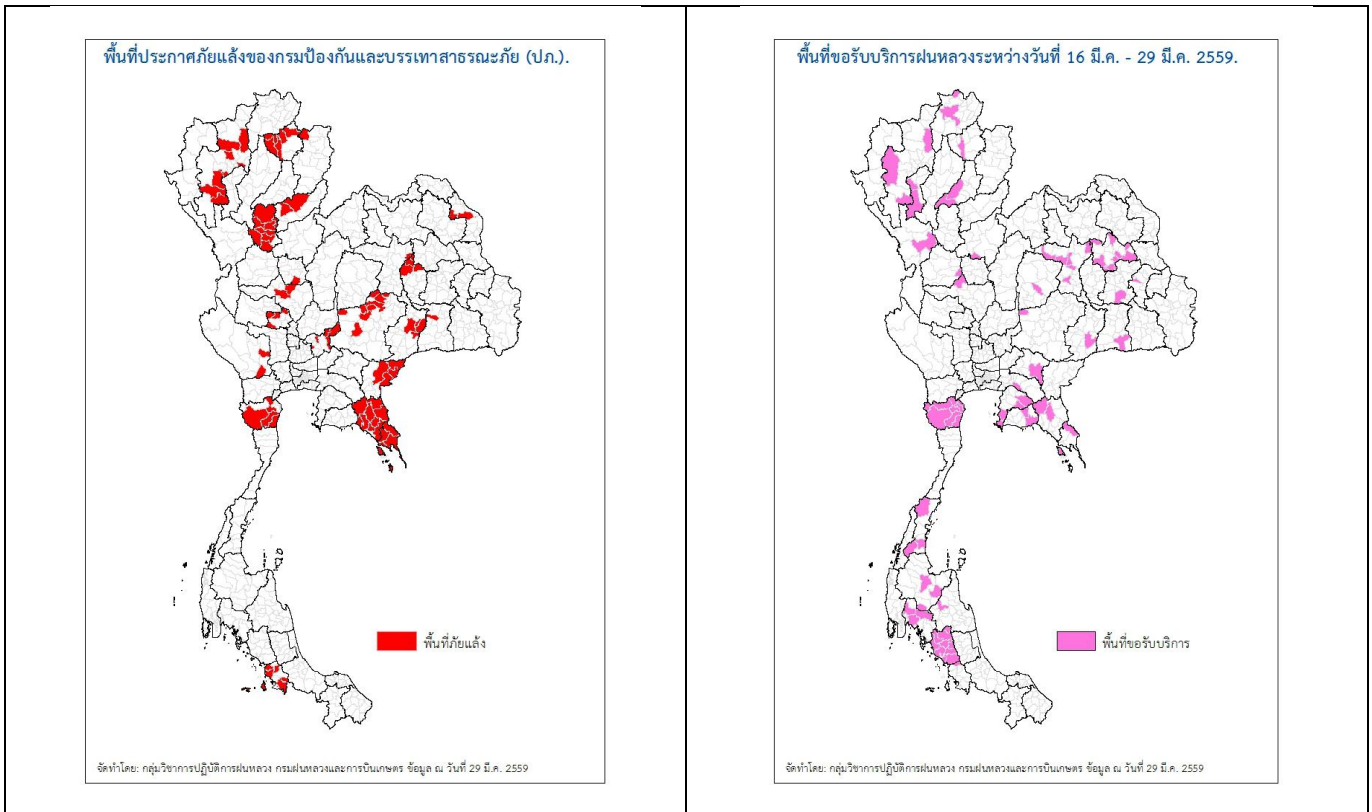 พื้นที่ประกาศภัยแล้งของกรมป้องกันและบรรเทาสาธรณะภัย (ปภ.).
พื้นที่ภัยแล้ง
จัดทำโดย: กลุ่มวิชาการปฏิบัติการฝนหลวง กรมฝนหลวงและการบินเกษตร ข้อมูล ณ วันที่ 29 มี.ค. 2559
พื้นที่ขอรับบริการฝนหลวงระหว่างวันที่ 16 มี.ค. - 29 มี.ค. 2559.
พื้นที่ขอรับบริการ
จัดทำโดย: กลุ่มวิชาการปฏิบัติการฝนหลวง กรมฝนหลวงและการบินเกษตร ข้อมูล ณ วันที่ 29 มี.ค. 2559